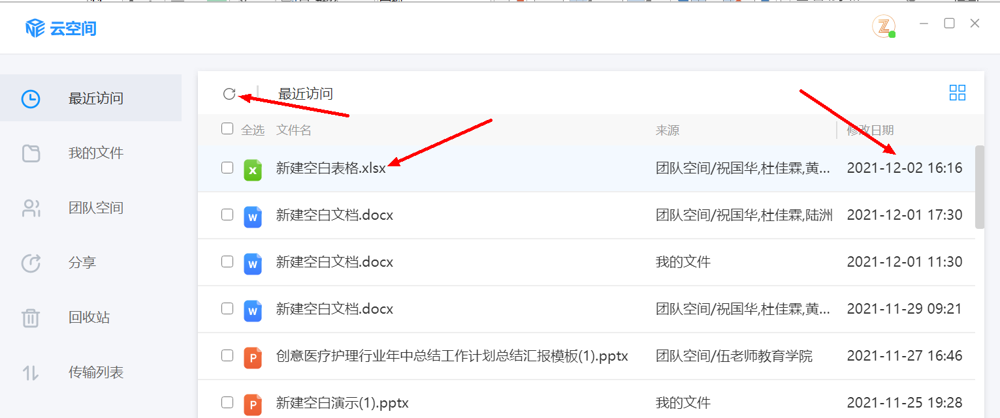 云空间
最近访问
我的文件
团队空间
分享
回收站
传输列表
最近访问
全选 文件名 来源 修改日期
新建空白表格.xlsx 团队空间/祝国华,杜佳霖,黄... 2021-12-02 16:16
新建空白文档.docx 团队空间/祝国华,杜佳霖,陆洲 2021-12-01 17:30
新建空白文档.docx 我的文件 2021-12-01 11:30
新建空白文档.docx 团队空间/祝国华,杜佳霖,黄... 2021-11-29 09:21
创意医疗护理行业年中总结工作计划总结汇报模板(1).pptx 团队空间/伍老师教育学院 2021-11-27 16:46
新建空白演示(1).pptx 我的文件 2021-11-25 19:28